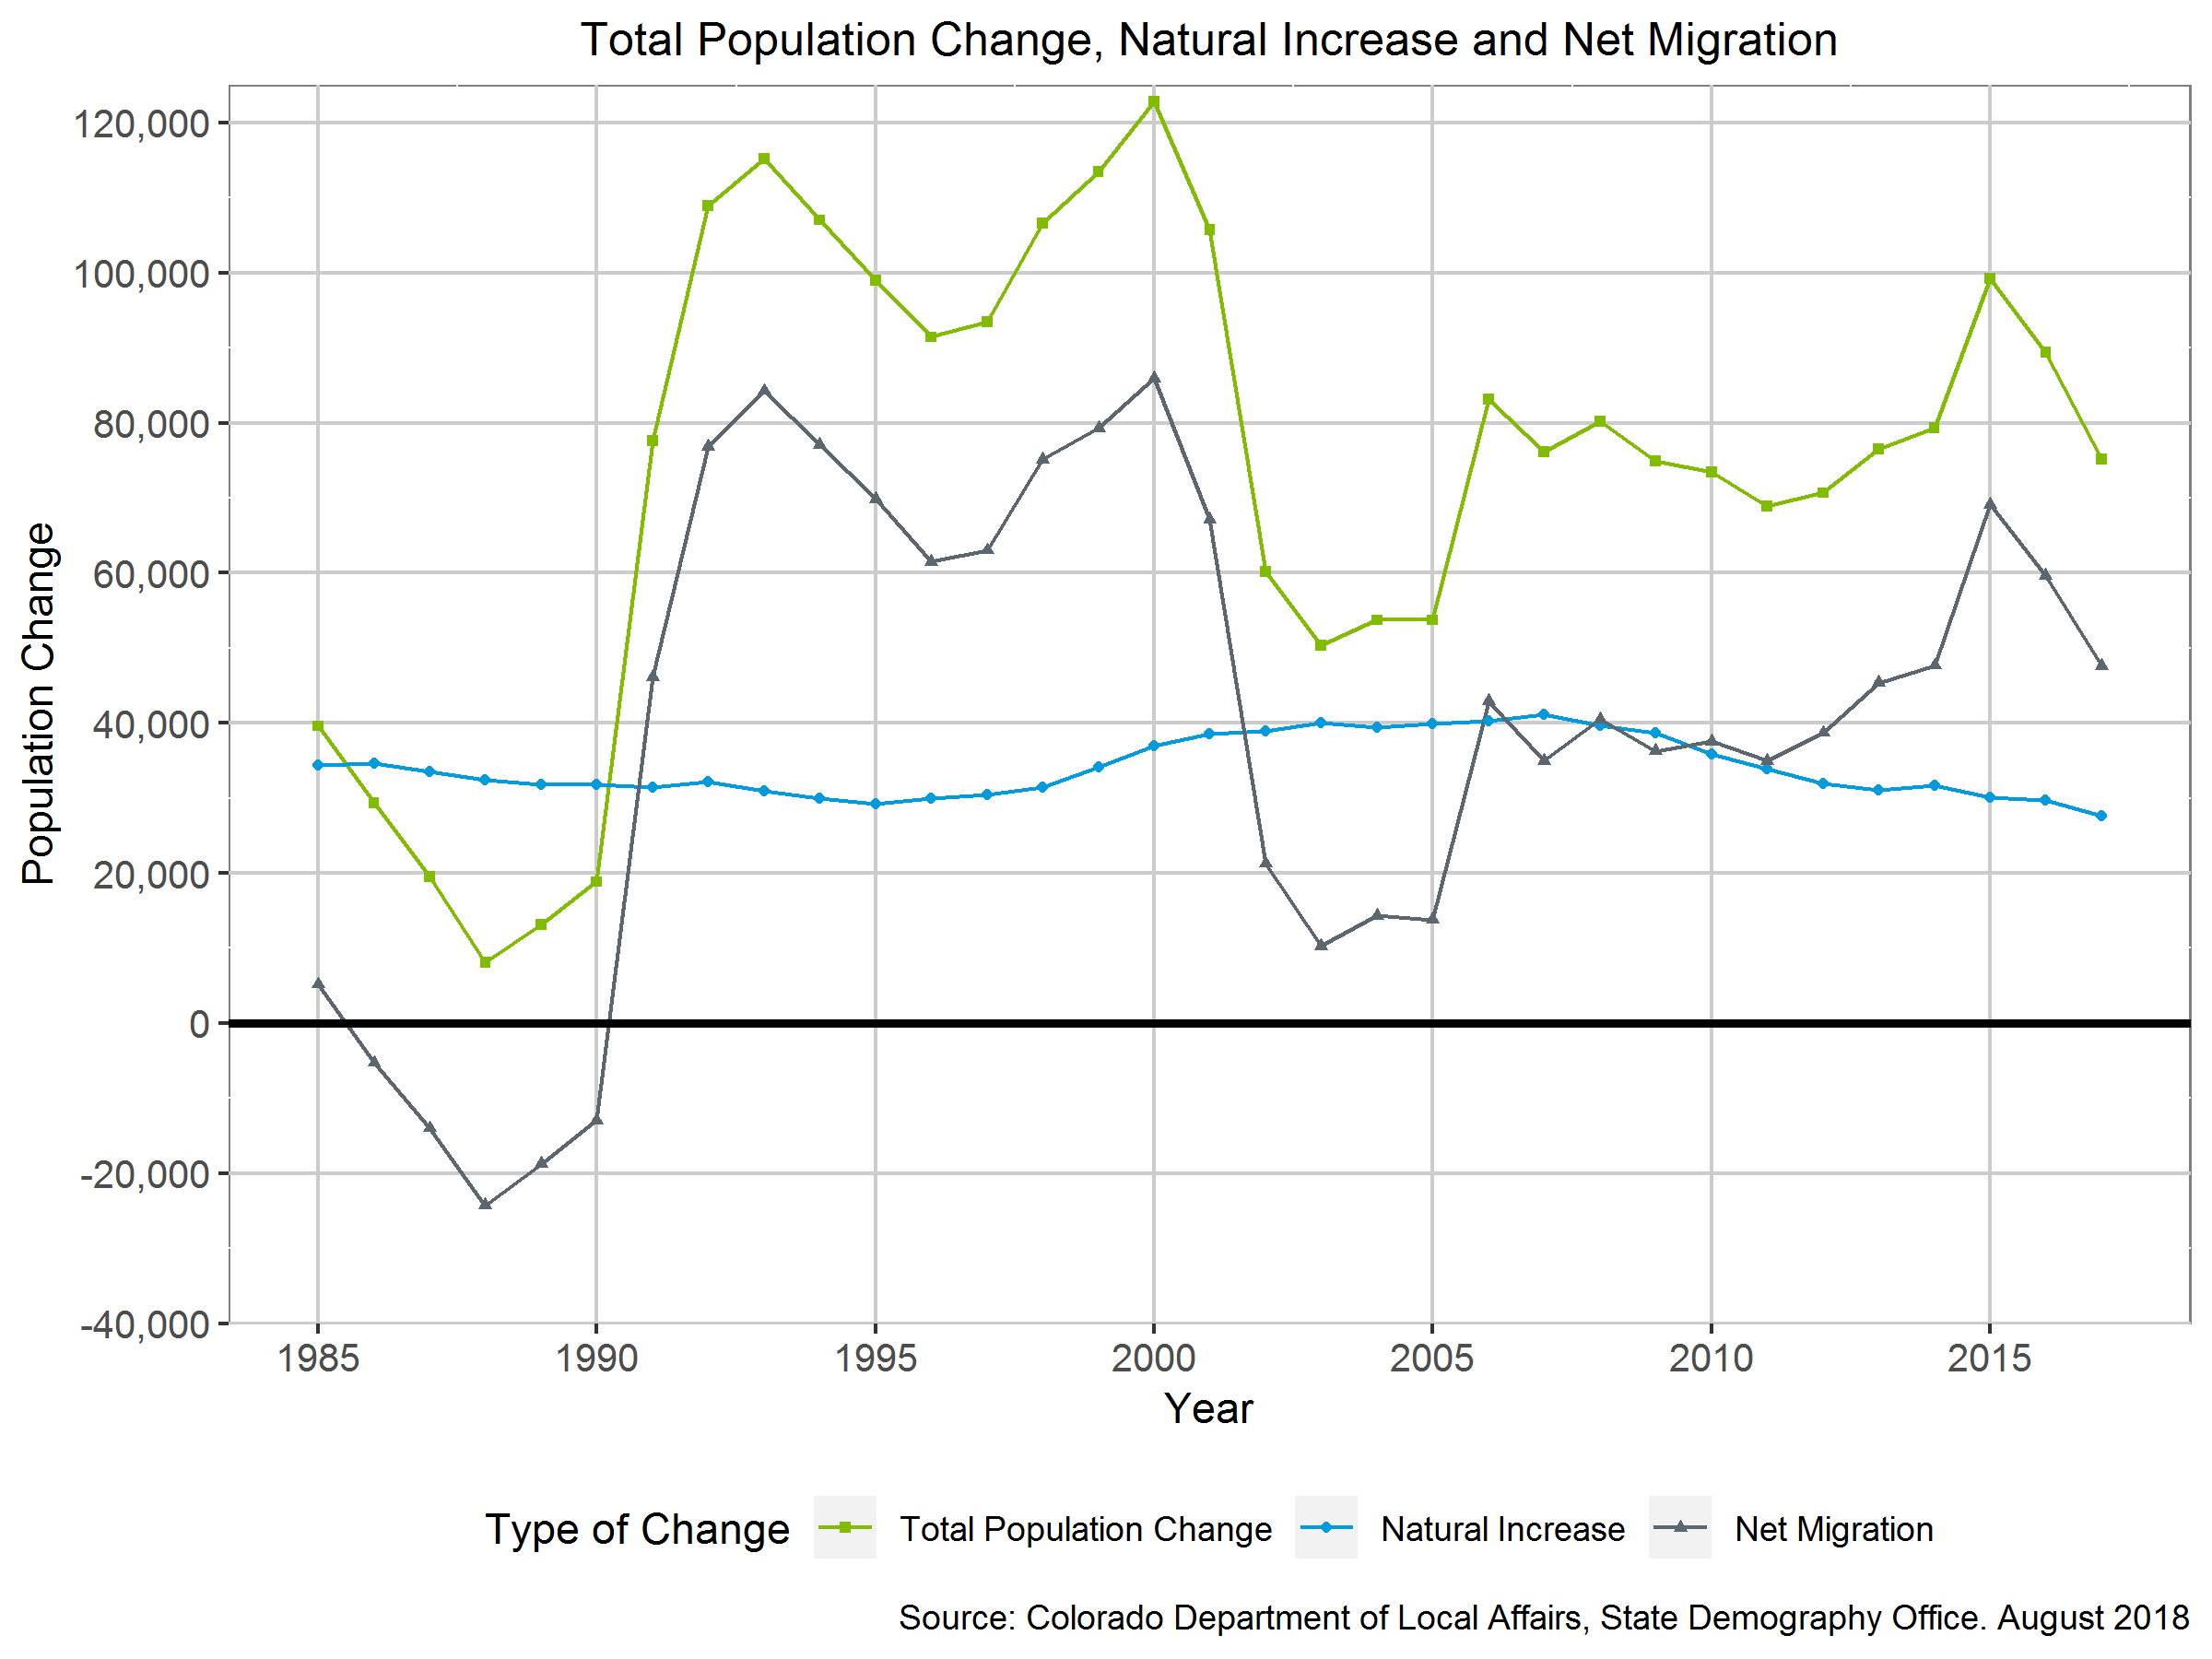 Total Population Change, Natural Increase and Net Migration
120,000
100,000
80,000
60,000
40,000
20,000
0
-20,000
-40,000
Population Change
1985 1990 1995 2000 2005 2010 2015
Year
Type of Change Total Population Change Natural Increase Net Migration
Source: Colorado Department of Local Affairs, State Demography Office. August 2018